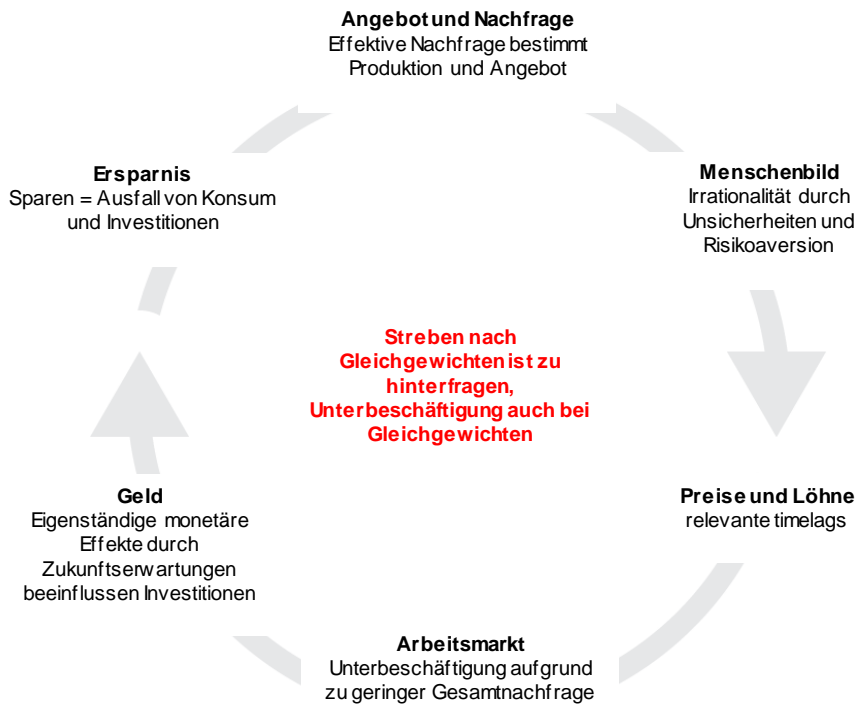 Angebot und Nachfrage
Effektive Nachfrage bestimmt
Produktion und Angebot
Menschenbild
Irrationalität durch
Unsicherheiten und
Risikoaversion
Preise und Löhne
relevante timelags
Arbeitsmarkt
Unterbeschäftigung aufgrund
zu geringer Gesamtnachfrage
Geld
Eigenständige monetäre
Effekte durch
Zukunftserwartungen
beeinflussen Investitionen
Ersparnis
Sparen = Ausfall von Konsum
und Investitionen
Streben nach
Gleichgewichten ist zu
hinterfragen,
Unterbeschäftigung auch bei
Gleichgewichten